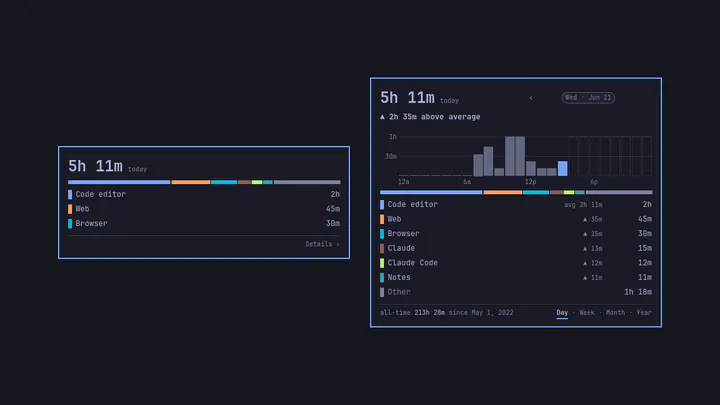 5h 11m today
Code editor 2h
Web 45m
Browser 30m
Details ›
5h 11m today ‹ Wed · Jun 11
▲ 2h 35m above average
1h
30m
12a 6a 12p 6p
Code editor avg 2h 11m 2h
Web ▲ 35m 45m
Browser ▲ 25m 30m
Claude ▲ 13m 15m
Claude Code ▲ 12m 12m
Notes ▲ 11m 11m
Other 1h 18m
all-time 213h 28m since May 1, 2022 Day · Week · Month · Year